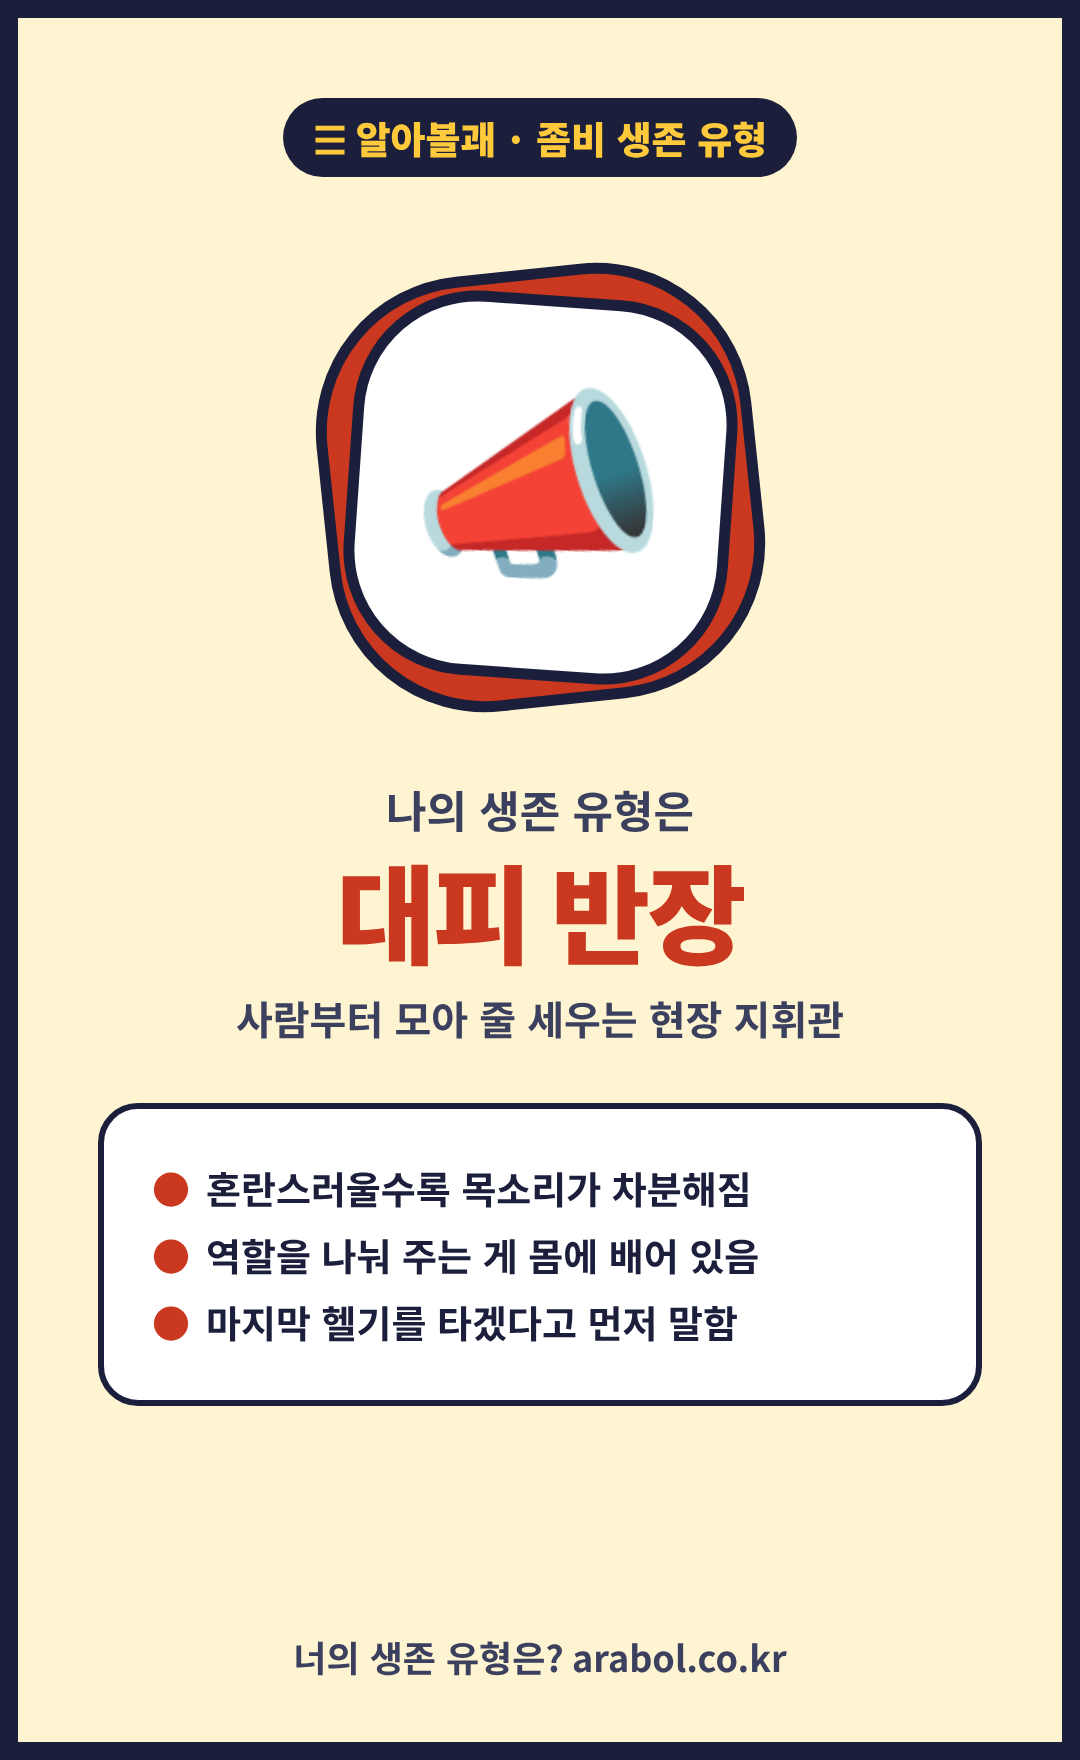 ☰ 알아볼괘 · 좀비 생존 유형
나의 생존 유형은
대피 반장
사람부터 모아 줄 세우는 현장 지휘관
혼란스러울수록 목소리가 차분해짐
역할을 나눠 주는 게 몸에 배어 있음
마지막 헬기를 타겠다고 먼저 말함
너의 생존 유형은? arabol.co.kr